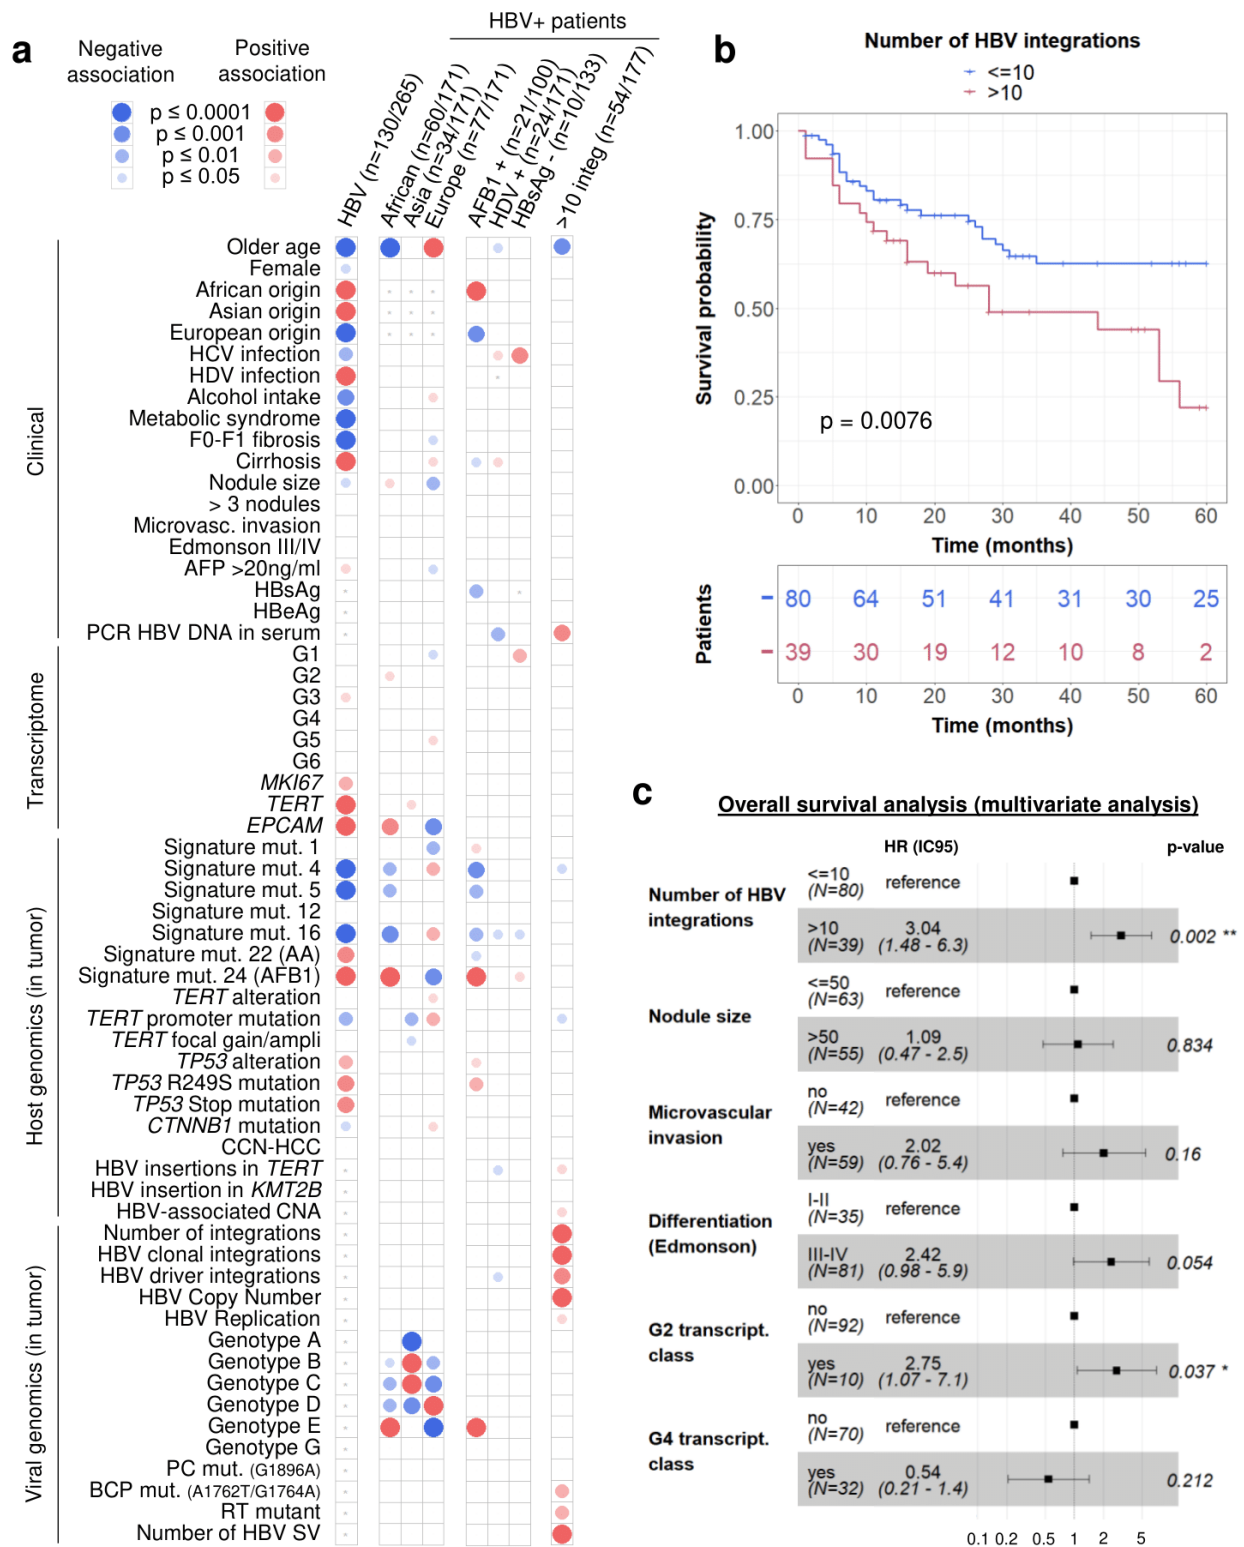 a
HBV+ patients
Negative association
Positive association
p ≤ 0.0001
p ≤ 0.001
p ≤ 0.01
p ≤ 0.05
HBV (n=130/265)
African (n=60/171)
Asia (n=34/171)
Europe (n=77/171)
AFB1 + (n=21/100)
HDV + (n=24/171)
HBsAg - (n=10/133)
>10 integ (n=54/177)
Clinical
Older age
Female
African origin
Asian origin
European origin
HCV infection
HDV infection
Alcohol intake
Metabolic syndrome
F0-F1 fibrosis
Cirrhosis
Nodule size
> 3 nodules
Microvasc. invasion
Edmonson III/IV
AFP >20ng/ml
HBsAg
HBeAg
PCR HBV DNA in serum
Transcriptome
G1
G2
G3
G4
G5
G6
MKI67
TERT
EPCAM
Host genomics (in tumor)
Signature mut. 1
Signature mut. 4
Signature mut. 5
Signature mut. 12
Signature mut. 16
Signature mut. 22 (AA)
Signature mut. 24 (AFB1)
TERT alteration
TERT promoter mutation
TERT focal gain/ampli
TP53 alteration
TP53 R249S mutation
TP53 Stop mutation
CTNNB1 mutation
CCN-HCC
HBV insertions in TERT
HBV insertion in KMT2B
HBV-associated CNA
Viral genomics (in tumor)
Number of integrations
HBV clonal integrations
HBV driver integrations
HBV Copy Number
HBV Replication
Genotype A
Genotype B
Genotype C
Genotype D
Genotype E
Genotype G
PC mut. (G1896A)
BCP mut. (A1762T/G1764A)
RT mutant
Number of HBV SV
b
Number of HBV integrations
<=10
>10
Survival probability
1.00
0.75
0.50
0.25
0.00
p = 0.0076
0 10 20 30 40 50 60
Time (months)
Patients
80 64 51 41 31 30 25
39 30 19 12 10 8 2
0 10 20 30 40 50 60
Time (months)
c
Overall survival analysis (multivariate analysis)
HR (IC95) p-value
Number of HBV integrations
<=10 (N=80) reference
>10 (N=39) 3.04 (1.48 - 6.3) 0.002 **
Nodule size
<=50 (N=63) reference
>50 (N=55) 1.09 (0.47 - 2.5) 0.834
Microvascular invasion
no (N=42) reference
yes (N=59) 2.02 (0.76 - 5.4) 0.16
Differentiation (Edmonson)
I-II (N=35) reference
III-IV (N=81) 2.42 (0.98 - 5.9) 0.054
G2 transcript. class
no (N=92) reference
yes (N=10) 2.75 (1.07 - 7.1) 0.037 *
G4 transcript. class
no (N=70) reference
yes (N=32) 0.54 (0.21 - 1.4) 0.212
0.1 0.2 0.5 1 2 5